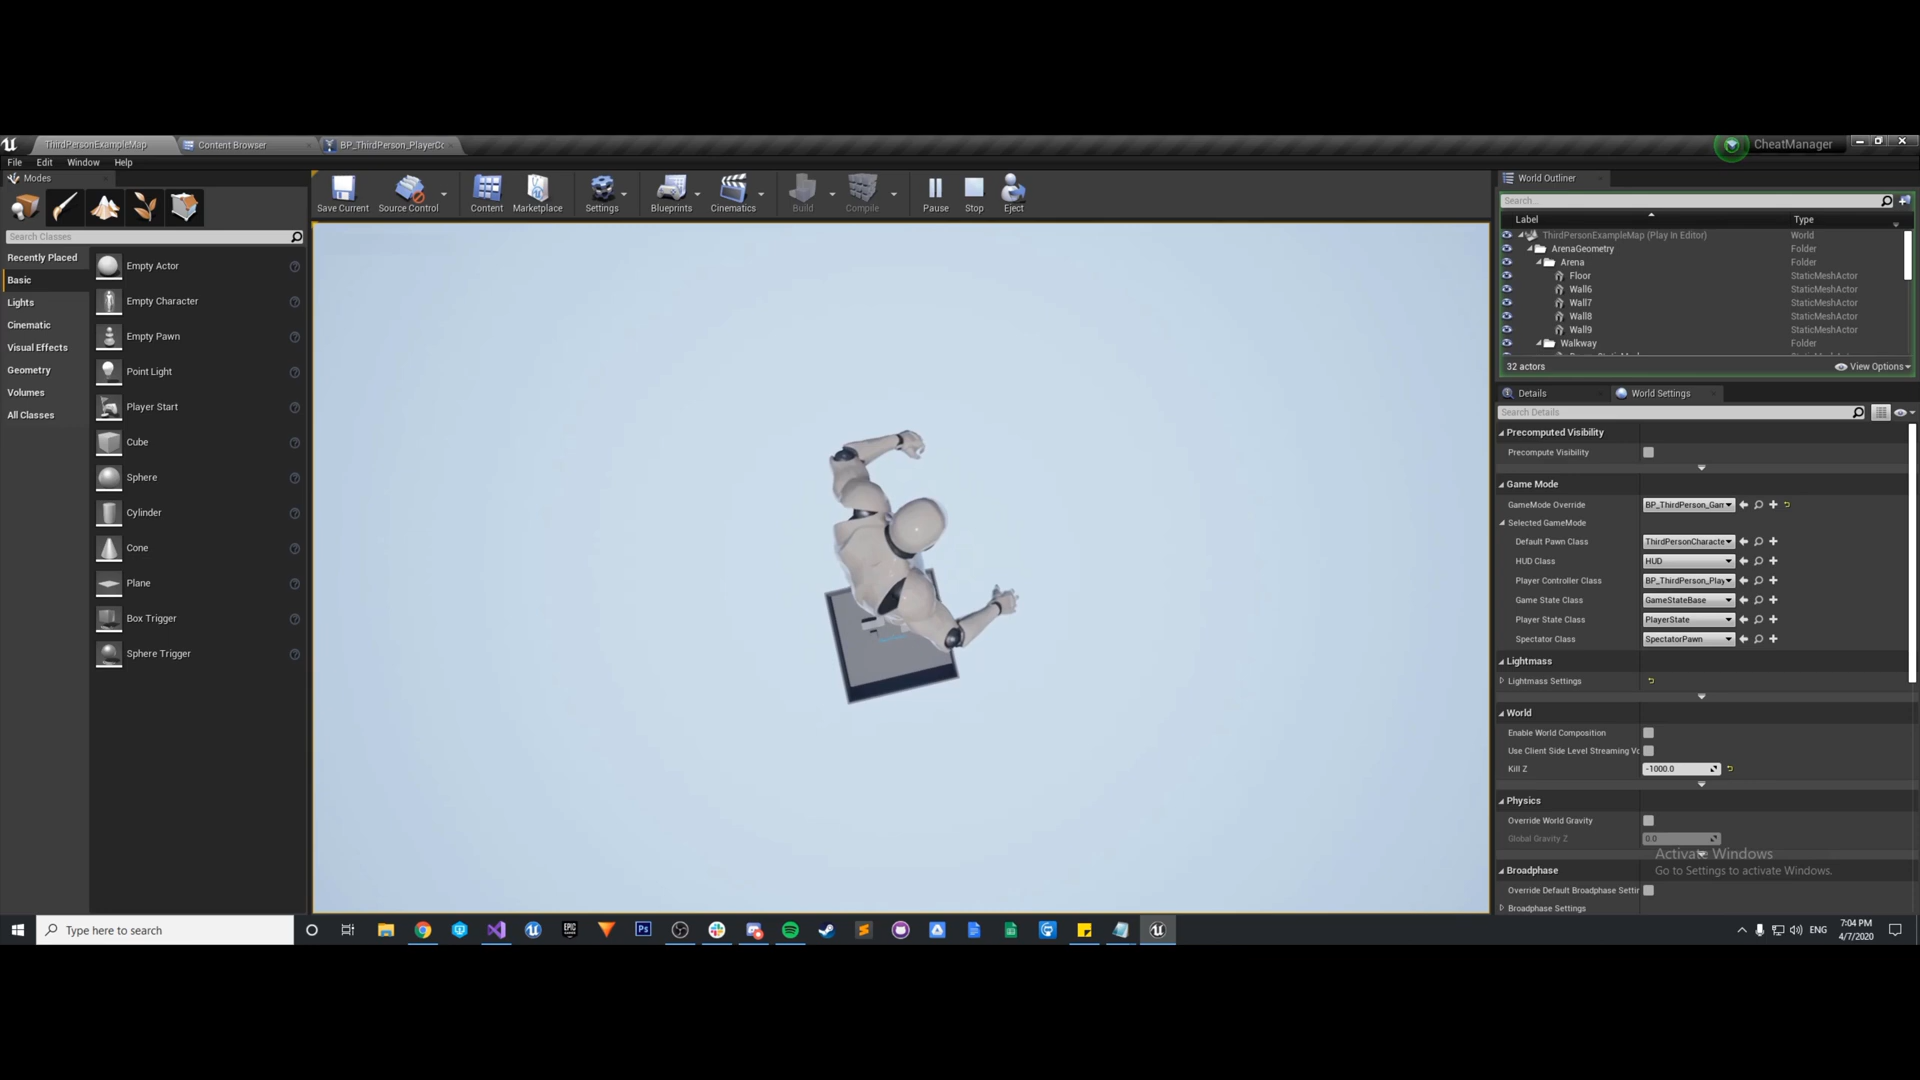 ThirdPersonExampleMap
Content Browser
BP_ThirdPerson_PlayerCo
CheatManager
File Edit Window Help
Modes
Search Classes
Recently Placed
Basic
Lights
Cinematic
Visual Effects
Geometry
Volumes
All Classes
Empty Actor
Empty Character
Empty Pawn
Point Light
Player Start
Cube
Sphere
Cylinder
Cone
Plane
Box Trigger
Sphere Trigger
Save Current
Source Control
Content
Marketplace
Settings
Blueprints
Cinematics
Build
Compile
Pause
Stop
Eject
World Outliner
Search...
Label Type
ThirdPersonExampleMap (Play In Editor) World
ArenaGeometry Folder
Arena Folder
Floor StaticMeshActor
Wall6 StaticMeshActor
Wall7 StaticMeshActor
Wall8 StaticMeshActor
Wall9 StaticMeshActor
Walkway Folder
32 actors
View Options
Details
World Settings
Search Details
Precomputed Visibility
Precompute Visibility
Game Mode
GameMode Override BP_ThirdPerson_Gam
Selected GameMode
Default Pawn Class ThirdPersonCharacte
HUD Class HUD
Player Controller Class BP_ThirdPerson_Play
Game State Class GameStateBase
Player State Class PlayerState
Spectator Class SpectatorPawn
Lightmass
Lightmass Settings
World
Enable World Composition
Use Client Side Level Streaming Vo
Kill Z -1000.0
Physics
Override World Gravity
Global Gravity Z 0.0
Activate Windows
Go to Settings to activate Windows.
Broadphase
Override Default Broadphase Settin
Broadphase Settings
Type here to search
EPIC
Ps
ENG
7:04 PM
4/7/2020